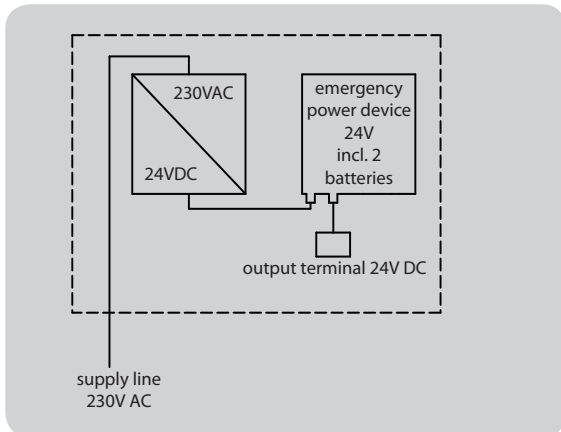 230VAC
24VDC
emergency
power device
24V
incl. 2
batteries
output terminal 24V DC
supply line
230V AC